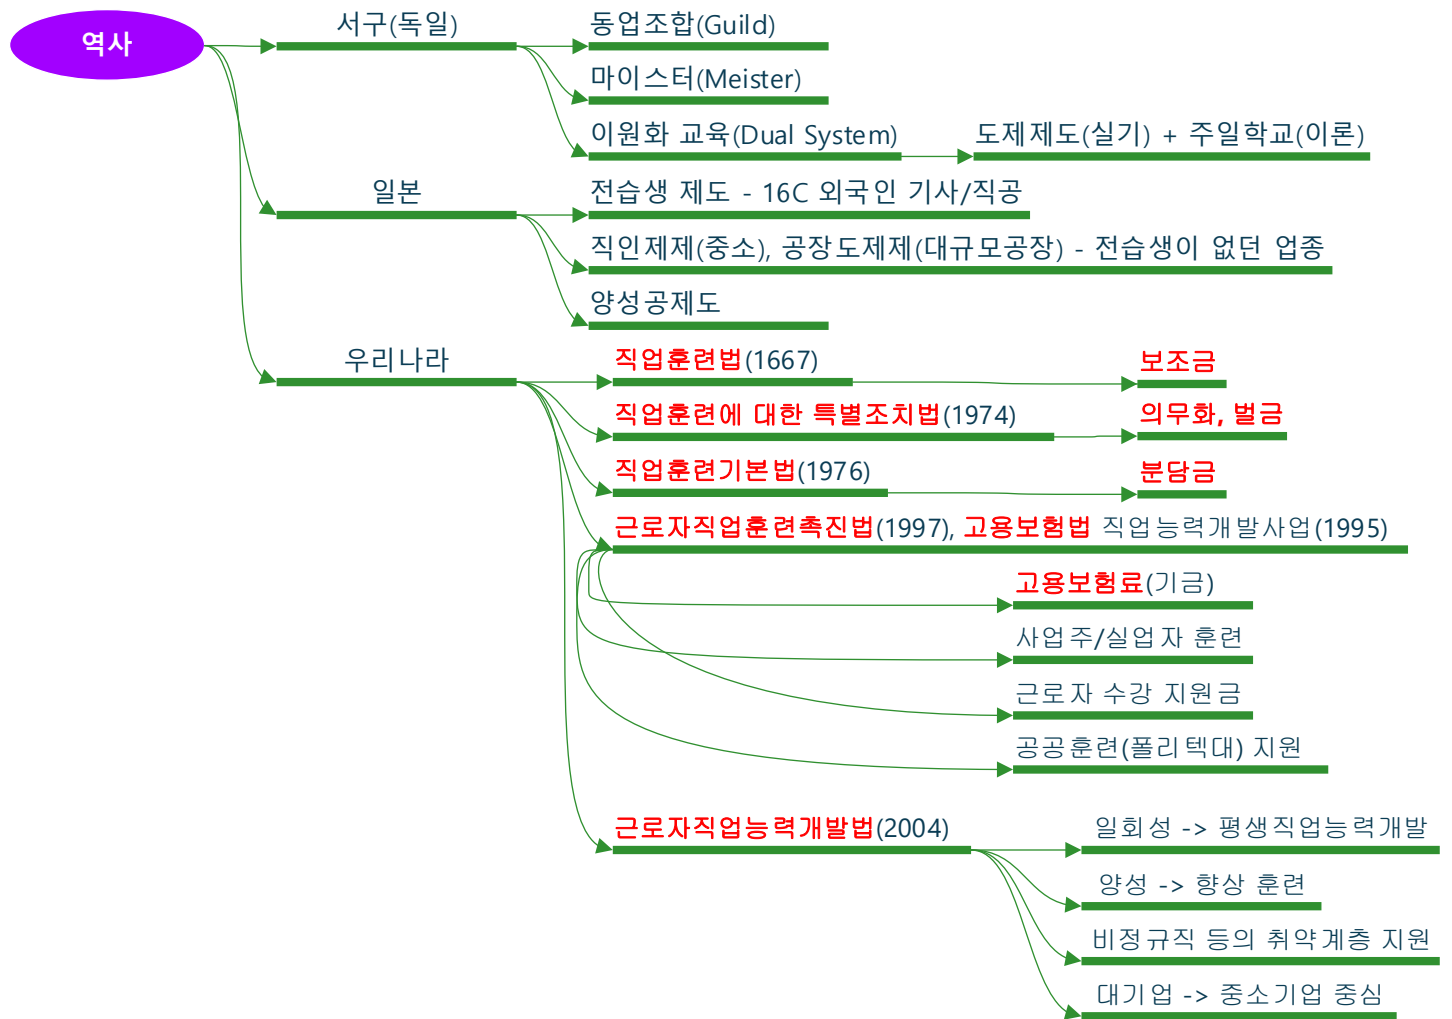 역사
서구(독일)
동업조합(Guild)
마이스터(Meister)
이원화 교육(Dual System)
도제제도(실기) + 주일학교(이론)
일본
전습생 제도 - 16C 외국인 기사/직공
직인제제(중소), 공장도제제(대규모공장) - 전습생이 없던 업종
양성공제도
우리나라
직업훈련법(1667)
보조금
직업훈련에 대한 특별조치법(1974)
의무화, 벌금
직업훈련기본법(1976)
분담금
근로자직업훈련촉진법(1997), 고용보험법 직업능력개발사업(1995)
고용보험료(기금)
사업주/실업자 훈련
근로자 수강 지원금
공공훈련(폴리텍대) 지원
근로자직업능력개발법(2004)
일회성 -> 평생직업능력개발
양성 -> 향상 훈련
비정규직 등의 취약계층 지원
대기업 -> 중소기업 중심